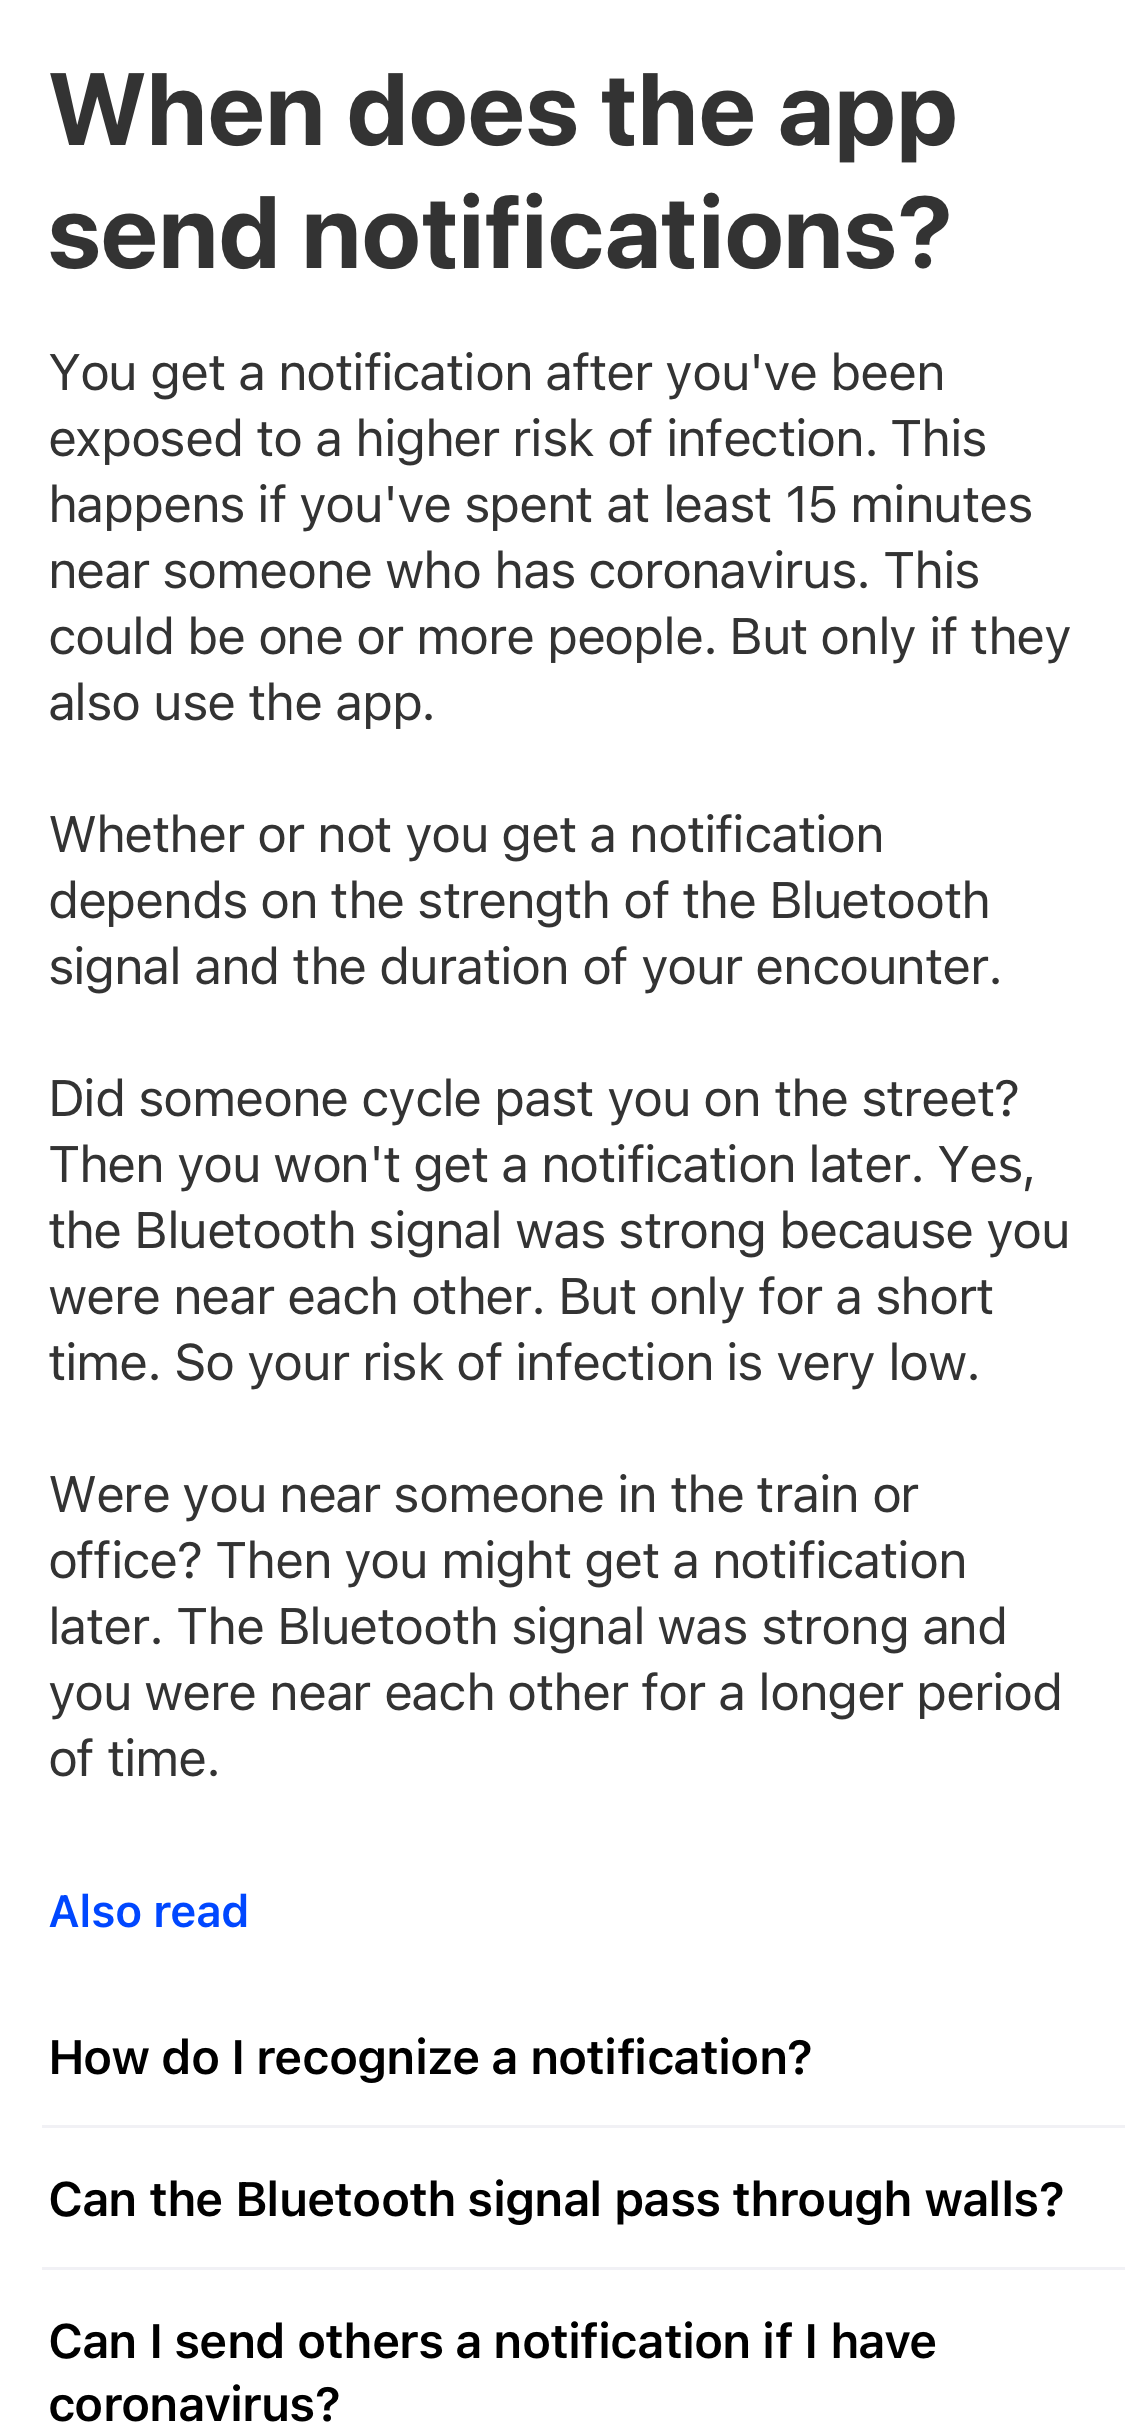 When does the app
send notifications?
You get a notification after you've been
exposed to a higher risk of infection. This
happens if you've spent at least 15 minutes
near someone who has coronavirus. This
could be one or more people. But only if they
also use the app.
Whether or not you get a notification
depends on the strength of the Bluetooth
signal and the duration of your encounter.
Did someone cycle past you on the street?
Then you won't get a notification later. Yes,
the Bluetooth signal was strong because you
were near each other. But only for a short
time. So your risk of infection is very low.
Were you near someone in the train or
office? Then you might get a notification
later. The Bluetooth signal was strong and
you were near each other for a longer period
of time.
Also read
How do I recognize a notification?
Can the Bluetooth signal pass through walls?
Can I send others a notification if I have
coronavirus?